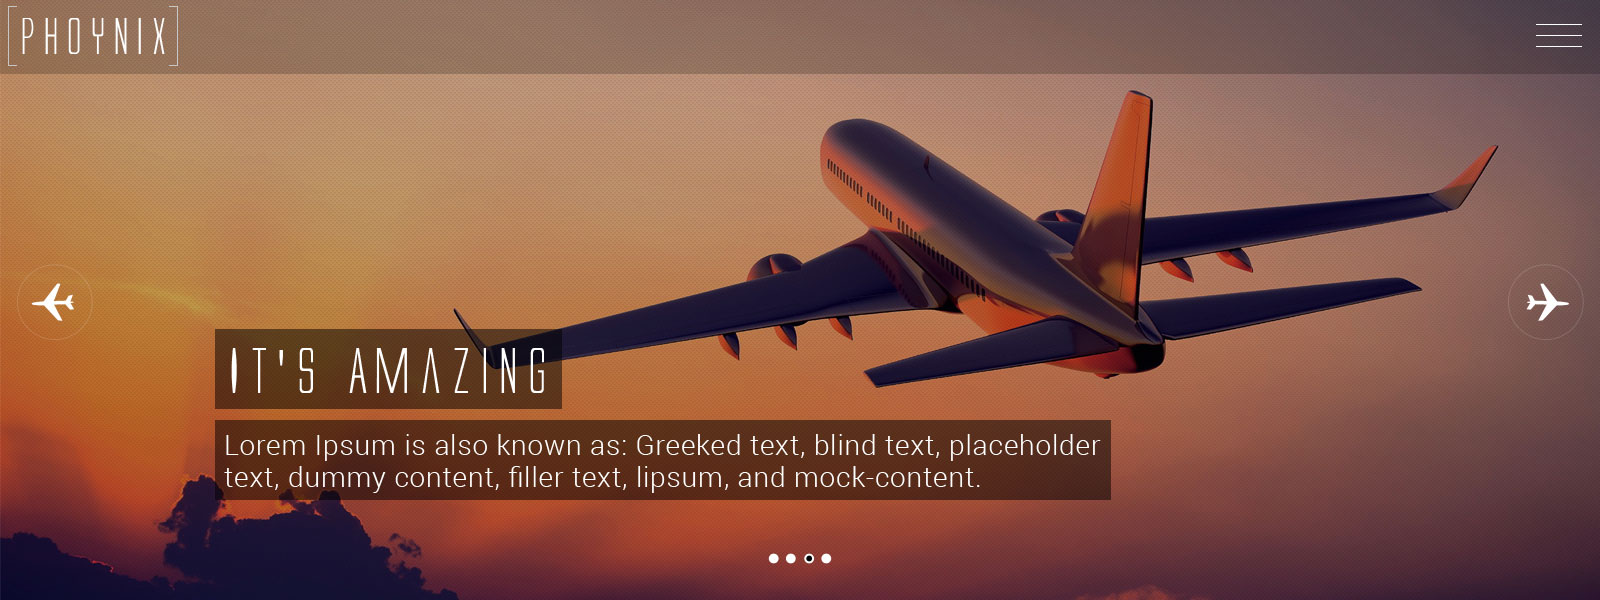 PHOYNIX
IT'S AMAZING
Lorem Ipsum is also known as: Greeked text, blind text, placeholder
text, dummy content, filler text, lipsum, and mock-content.